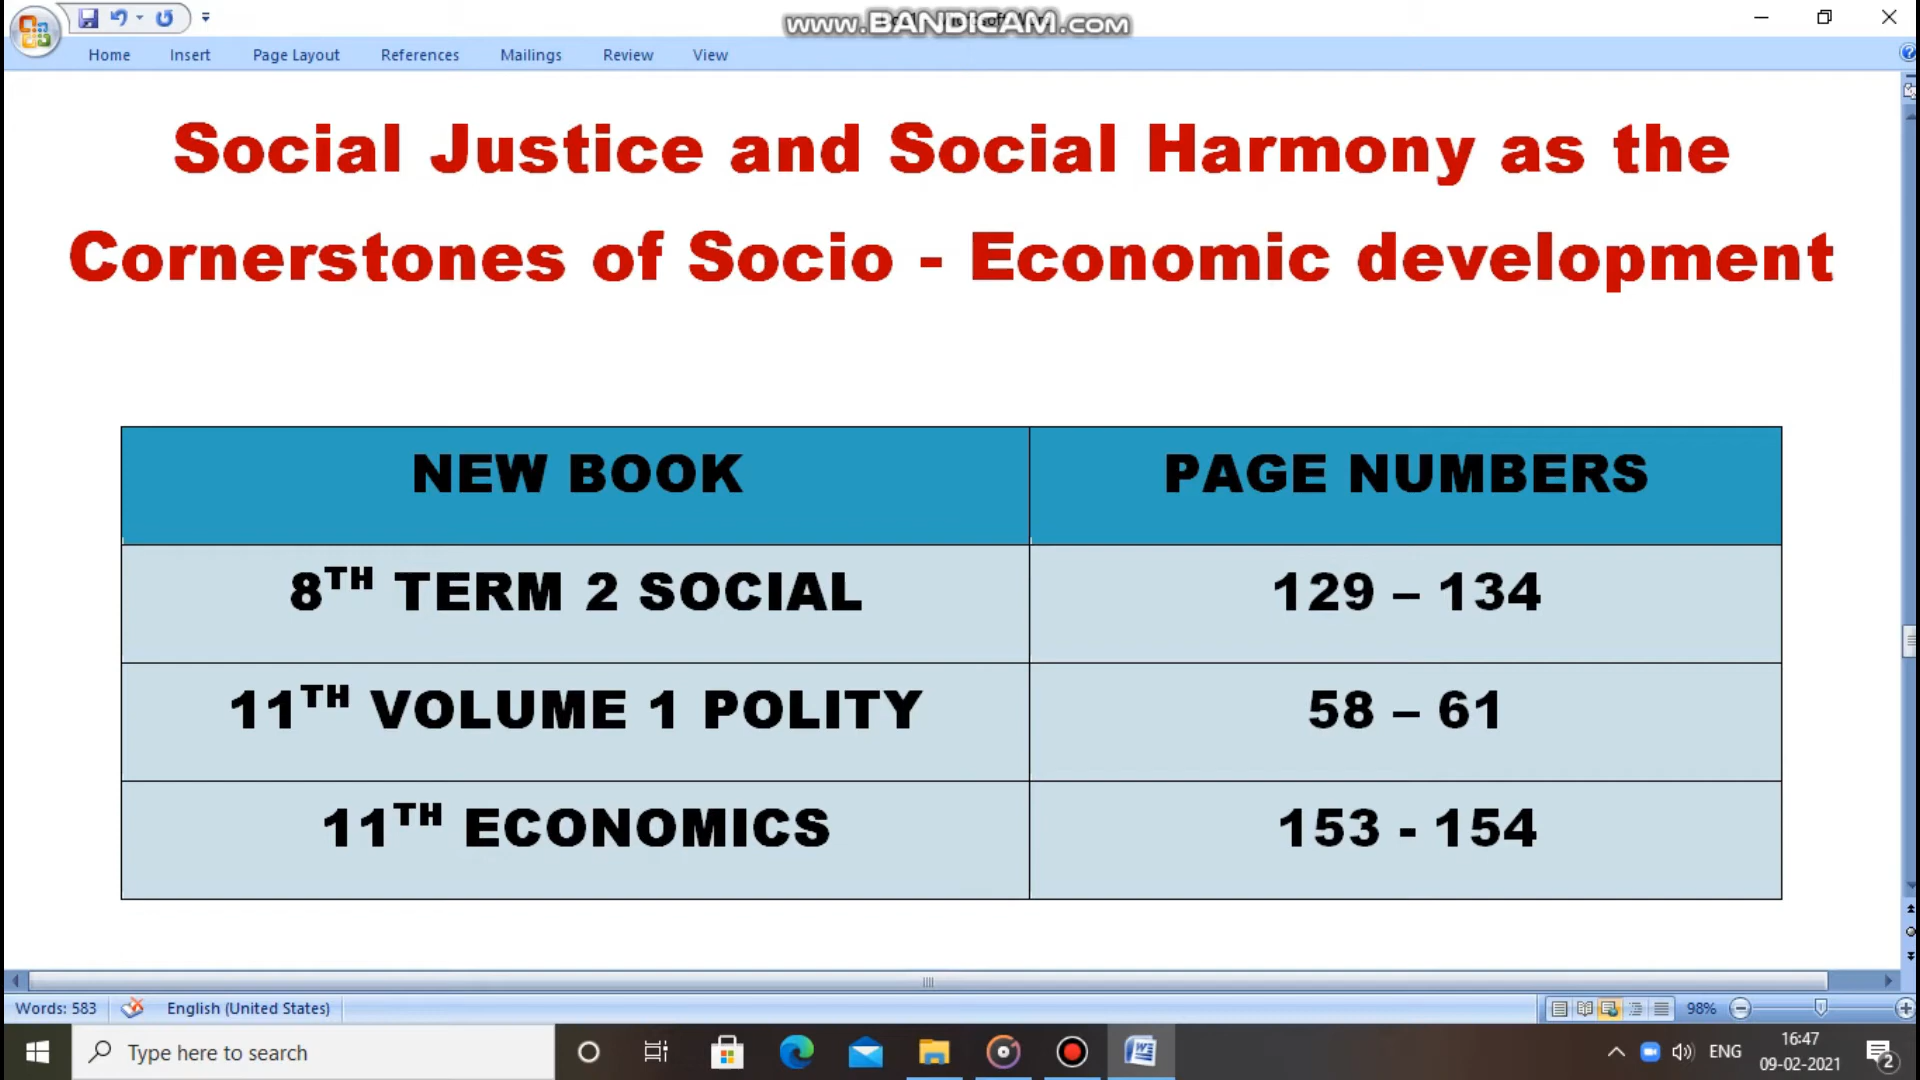 www.BANDICAM.com
Home Insert Page Layout References Mailings Review View
Social Justice and Social Harmony as the
Cornerstones of Socio - Economic development
NEW BOOK PAGE NUMBERS
8TH TERM 2 SOCIAL 129 – 134
11TH VOLUME 1 POLITY 58 – 61
11TH ECONOMICS 153 - 154
Words: 583 English (United States) 98%
Type here to search ENG 16:47
09-02-2021 2